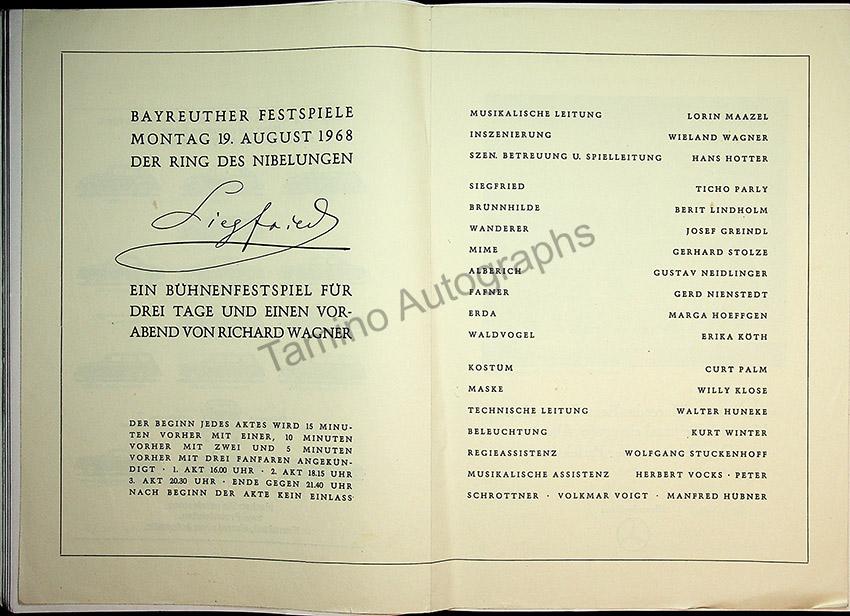 BAYREUTHER FESTSPIELE
MONTAG 19. AUGUST 1968
DER RING DES NIBELUNGEN
Siegfried
EIN BÜHNENFESTSPIEL FÜR
DREI TAGE UND EINEN VOR-
ABEND VON RICHARD WAGNER
DER BEGINN JEDES AKTES WIRD 15 MINU-
TEN VORHER MIT EINER, 10 MINUTEN
VORHER MIT ZWEI UND 5 MINUTEN
VORHER MIT DREI FANFAREN ANGEKÜN-
DIGT · 1. AKT 16.00 UHR · 2. AKT 18.15 UHR
3. AKT 20.30 UHR · ENDE GEGEN 21.40 UHR
NACH BEGINN DER AKTE KEIN EINLASS
MUSIKALISCHE LEITUNG LORIN MAAZEL
INSZENIERUNG WIELAND WAGNER
SZEN. BETREUUNG U. SPIELLEITUNG HANS HOTTER
SIEGFRIED TICHO PARLY
BRÜNNHILDE BERIT LINDHOLM
WANDERER JOSEF GREINDL
MIME GERHARD STOLZE
ALBERICH GUSTAV NEIDLINGER
FAFNER GERD NIENSTEDT
ERDA MARGA HOEFFGEN
WALDVOGEL ERIKA KÖTH
KOSTÜM CURT PALM
MASKE WILLY KLOSE
TECHNISCHE LEITUNG WALTER HUNEKE
BELEUCHTUNG KURT WINTER
REGIEASSISTENZ WOLFGANG STUCKENHOFF
MUSIKALISCHE ASSISTENZ HERBERT VOCKS · PETER
SCHROTTNER · VOLKMAR VOIGT · MANFRED HÜBNER
Tamino Autographs